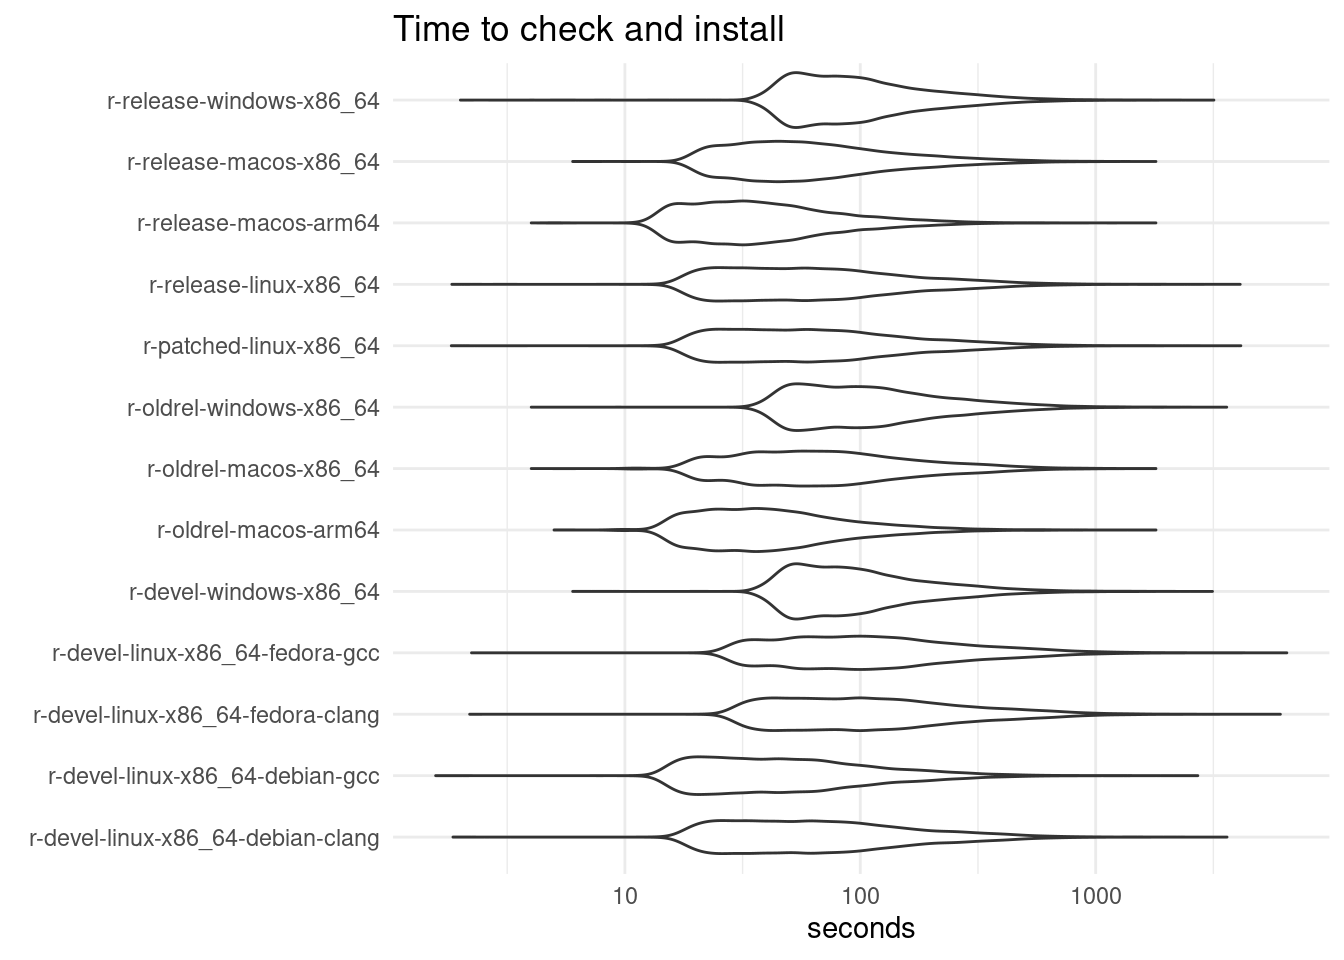 Time to check and install
r-release-windows-x86_64
r-release-macos-x86_64
r-release-macos-arm64
r-release-linux-x86_64
r-patched-linux-x86_64
r-oldrel-windows-x86_64
r-oldrel-macos-x86_64
r-oldrel-macos-arm64
r-devel-windows-x86_64
r-devel-linux-x86_64-fedora-gcc
r-devel-linux-x86_64-fedora-clang
r-devel-linux-x86_64-debian-gcc
r-devel-linux-x86_64-debian-clang
10 100 1000
seconds